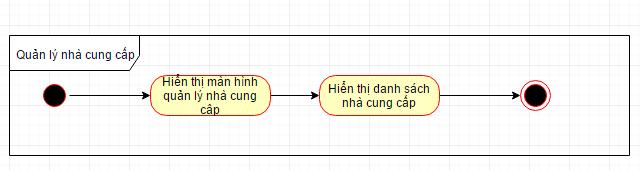 Quản lý nhà cung cấp
Hiển thị màn hình
quản lý nhà cung
cấp
Hiển thị danh sách
nhà cung cấp